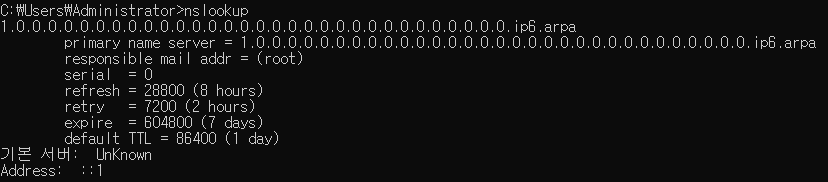 C:₩Users₩Administrator>nslookup
1.0.0.0.0.0.0.0.0.0.0.0.0.0.0.0.0.0.0.0.0.0.0.0.0.0.0.0.0.0.0.0.ip6.arpa
primary name server = 1.0.0.0.0.0.0.0.0.0.0.0.0.0.0.0.0.0.0.0.0.0.0.0.0.0.0.0.0.0.0.0.ip6.arpa
responsible mail addr = (root)
serial = 0
refresh = 28800 (8 hours)
retry = 7200 (2 hours)
expire = 604800 (7 days)
default TTL = 86400 (1 day)
기본 서버: UnKnown
Address: ::1